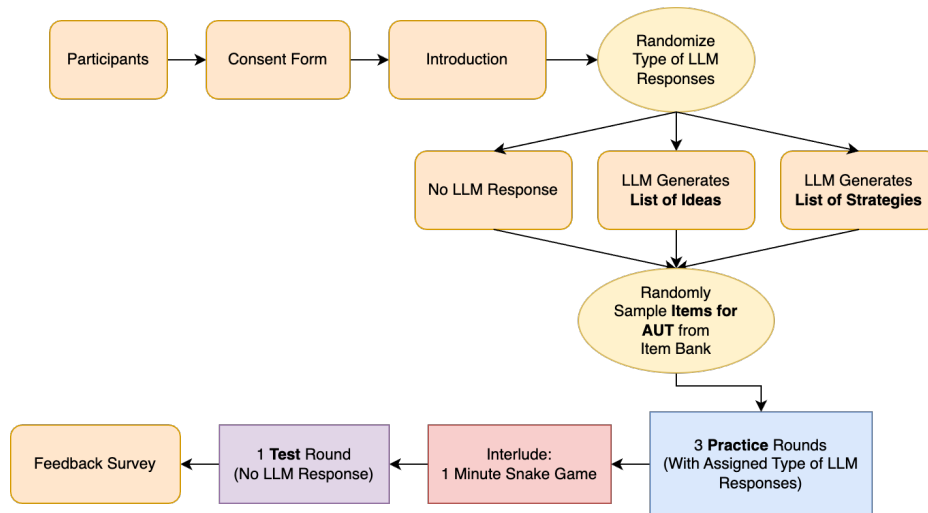 Participants
Consent Form
Introduction
Randomize
Type of LLM
Responses
No LLM Response
LLM Generates
List of Ideas
LLM Generates
List of Strategies
Randomly
Sample Items for
AUT from
Item Bank
3 Practice Rounds
(With Assigned Type of LLM
Responses)
Interlude:
1 Minute Snake Game
1 Test Round
(No LLM Response)
Feedback Survey